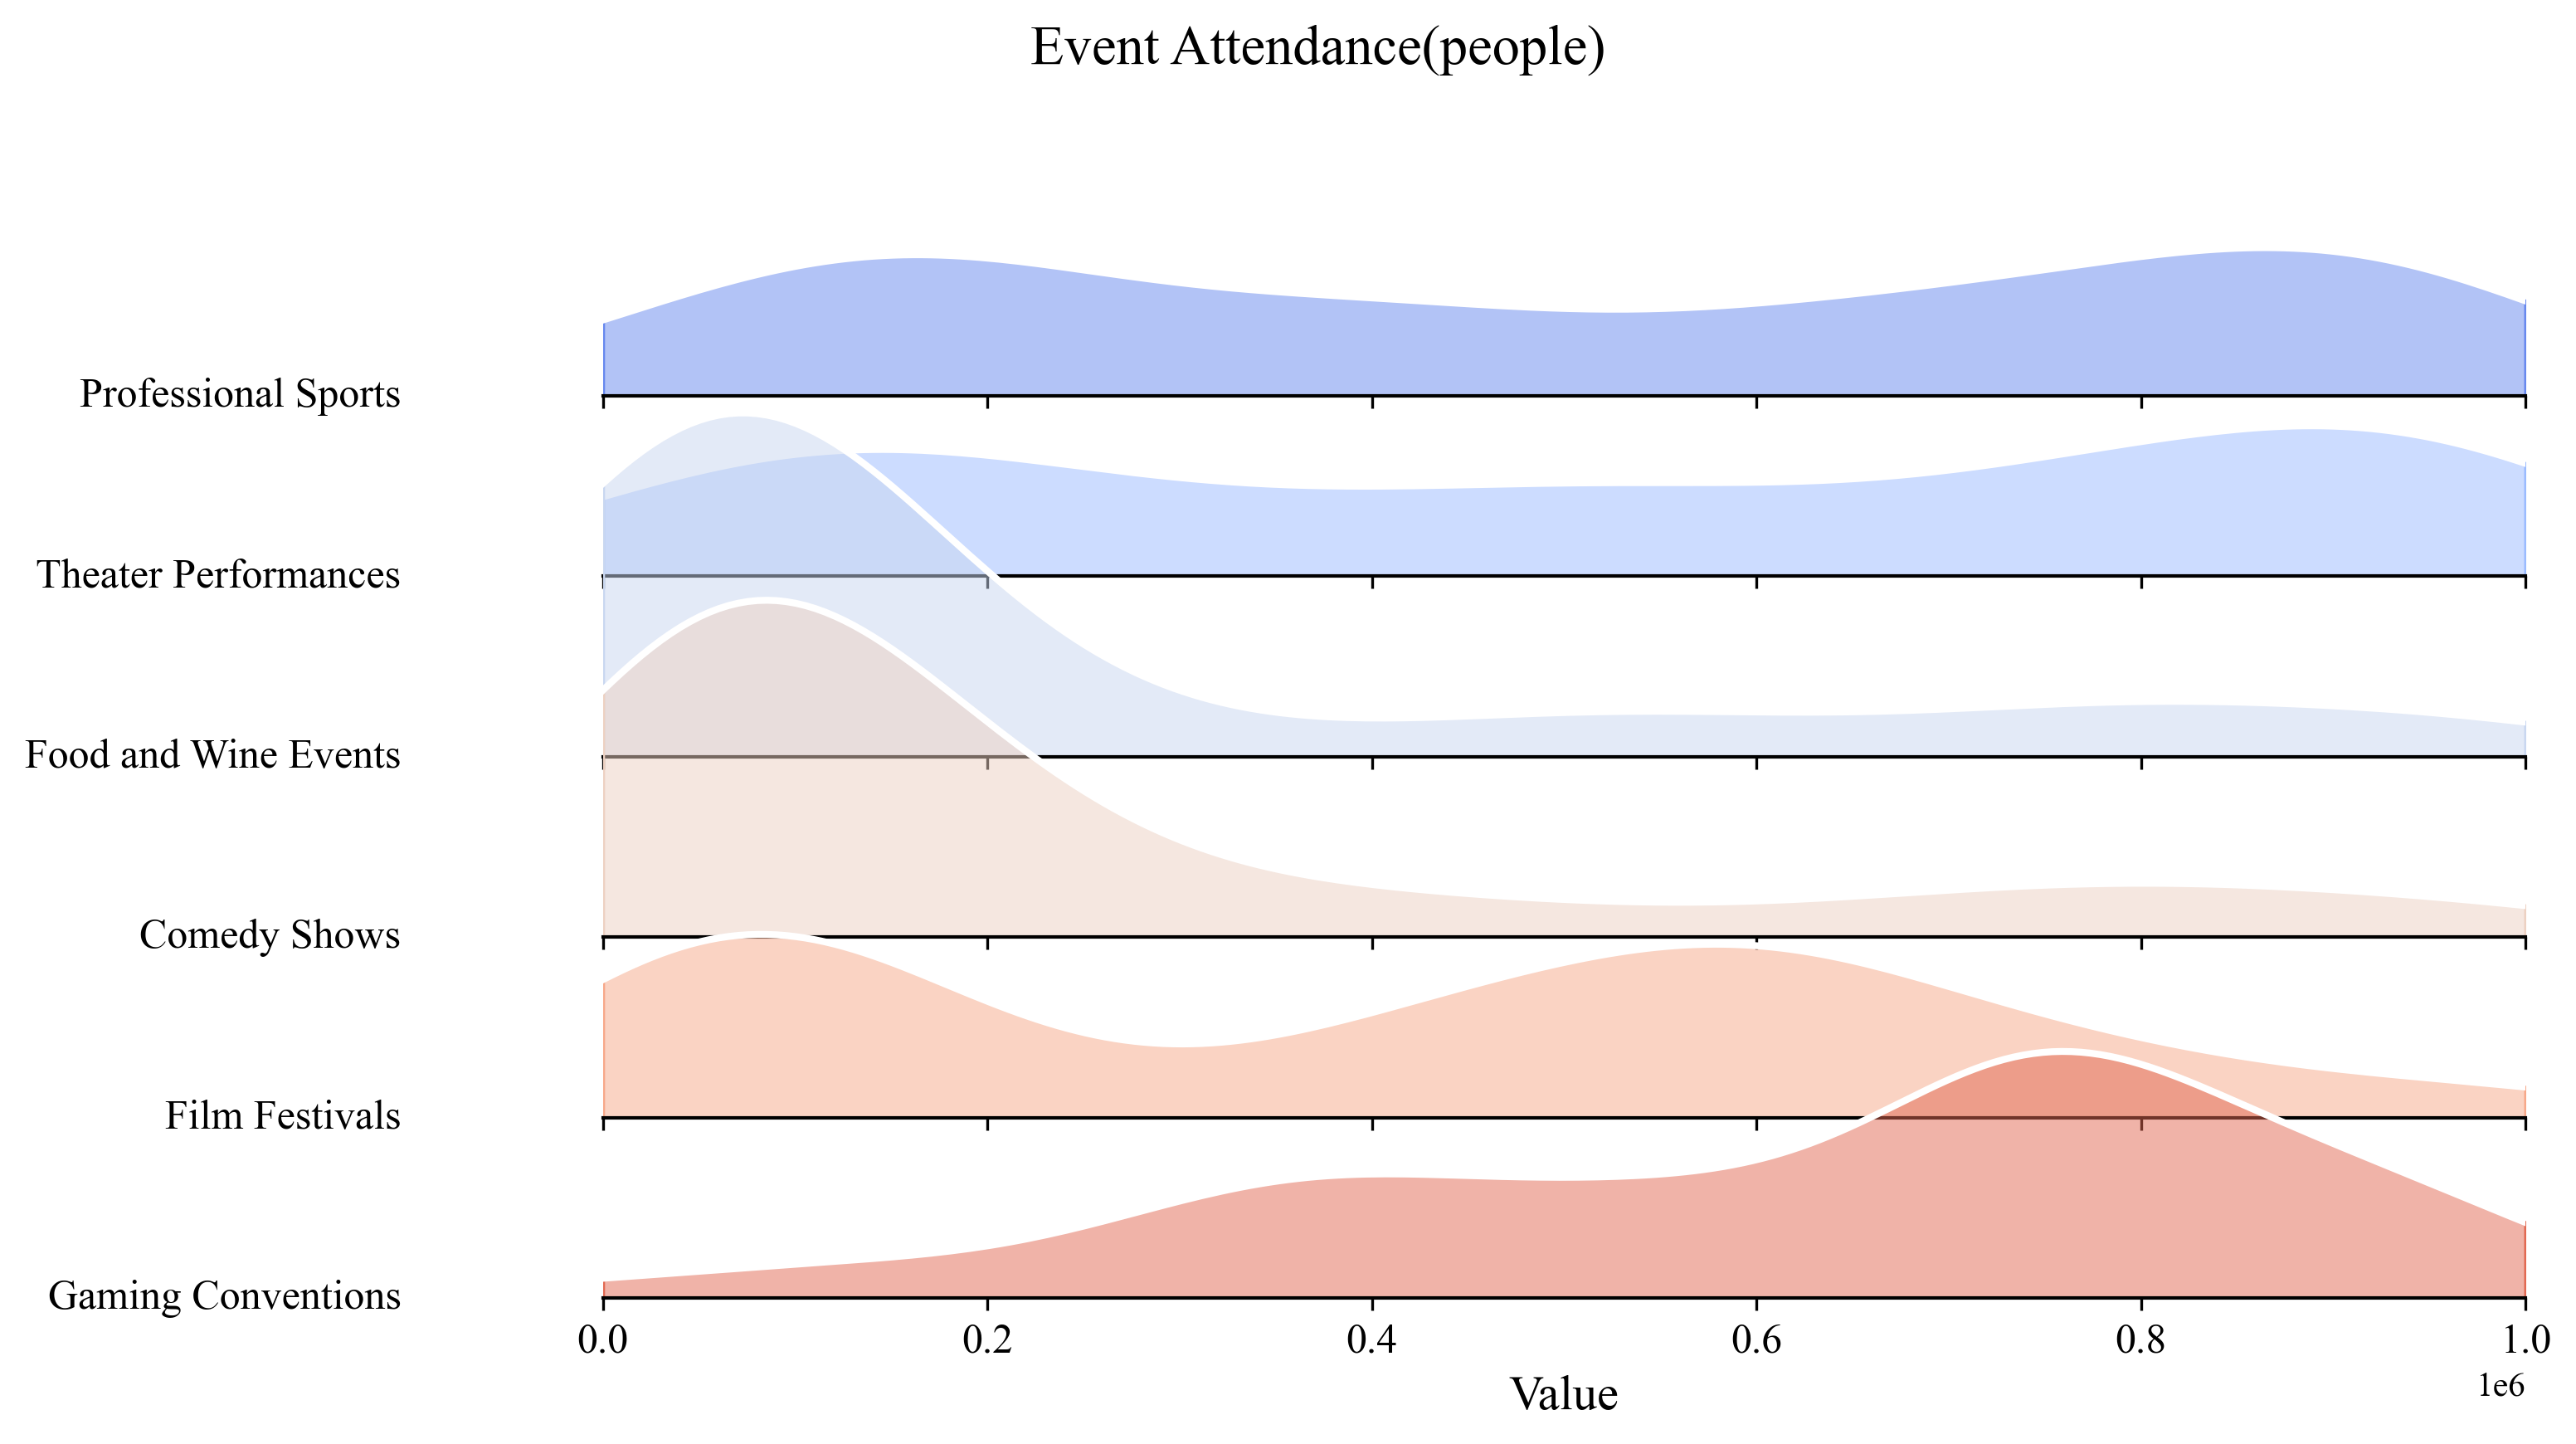 Event Attendance(people)
Professional Sports
Theater Performances
Food and Wine Events
Comedy Shows
Film Festivals
Gaming Conventions
0.0 0.2 0.4 0.6 0.8 1.0
1e6
Value